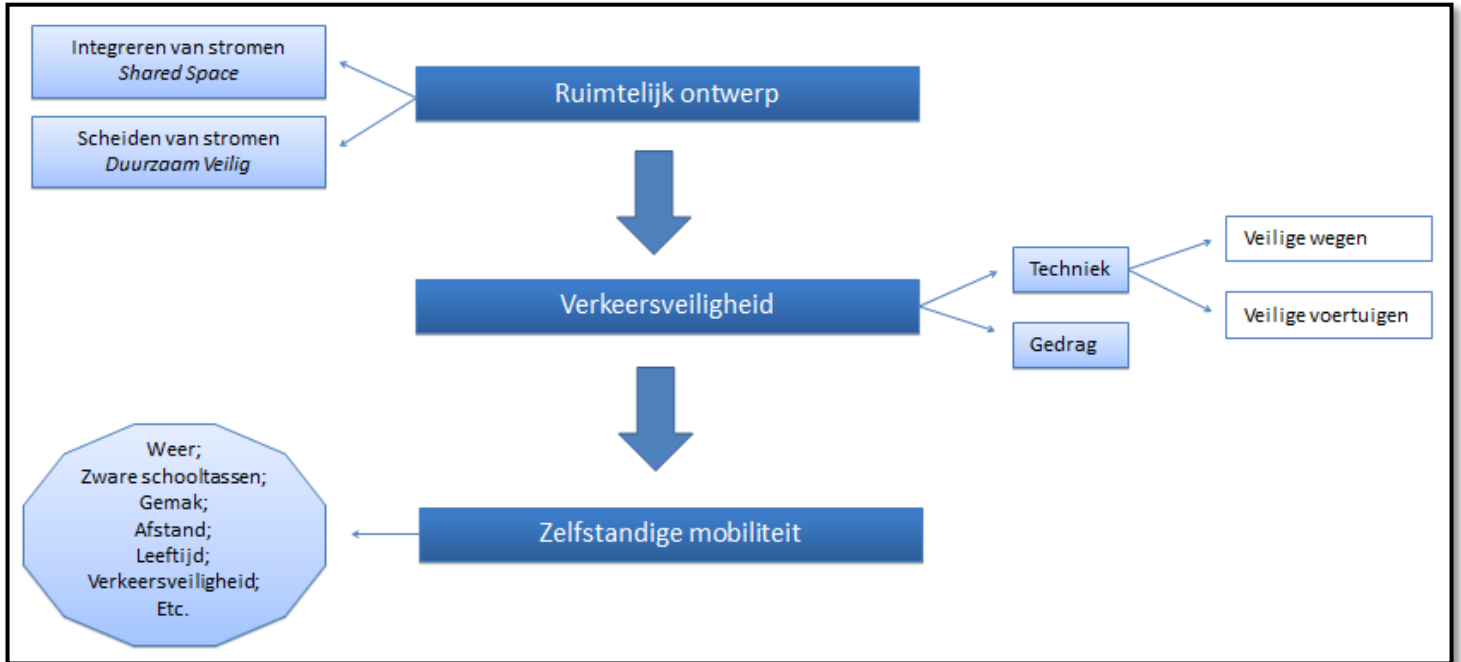 Integreren van stromen
Shared Space
Ruimtelijk ontwerp
Scheiden van stromen
Duurzaam Veilig
Verkeersveiligheid
Techniek
Gedrag
Veilige wegen
Veilige voertuigen
Weer;
Zware schooltassen;
Gemak;
Afstand;
Leeftijd;
Verkeersveiligheid;
Etc.
Zelfstandige mobiliteit